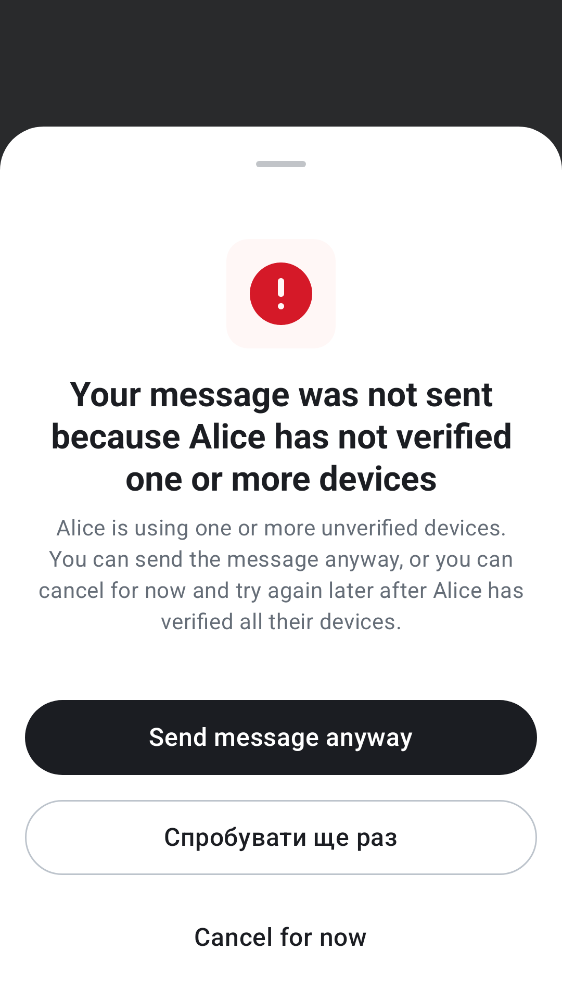 Your message was not sent
because Alice has not verified
one or more devices
Alice is using one or more unverified devices.
You can send the message anyway, or you can
cancel for now and try again later after Alice has
verified all their devices.
Send message anyway
Спробувати ще раз
Cancel for now